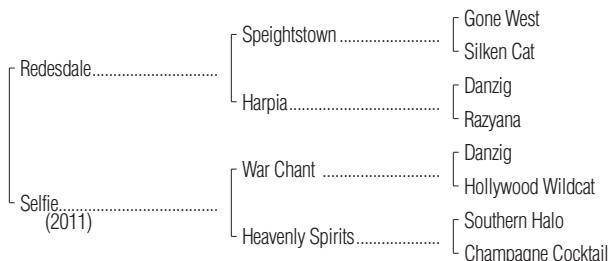 Gone West
Speightstown
Silken Cat
Redesdale
Danzig
Harpia
Razyana
Danzig
War Chant
Hollywood Wildcat
Selfie
(2011)
Southern Halo
Heavenly Spirits
Champagne Cocktail